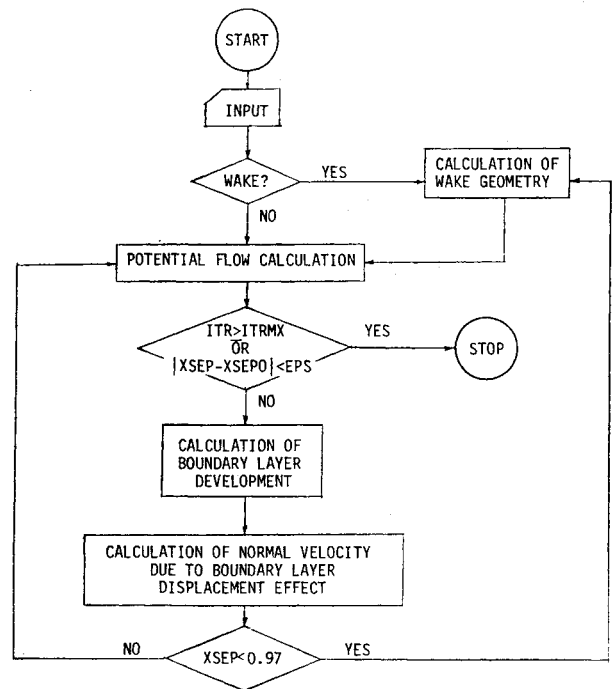 START
INPUT
WAKE?
YES
CALCULATION OF
WAKE GEOMETRY
NO
POTENTIAL FLOW CALCULATION
ITR>ITRMX
OR
|XSEP-XSEPO|<EPS
YES
STOP
NO
CALCULATION OF
BOUNDARY LAYER
DEVELOPMENT
CALCULATION OF NORMAL VELOCITY
DUE TO BOUNDARY LAYER
DISPLACEMENT EFFECT
NO
XSEP<0.97
YES